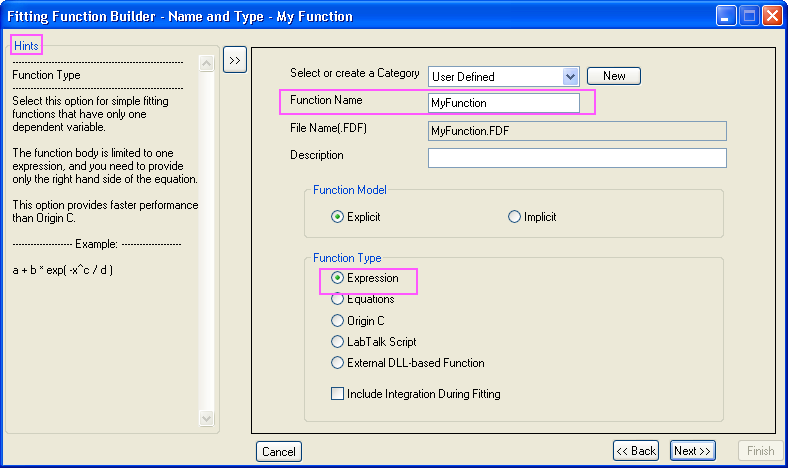 Fitting Function Builder - Name and Type - My Function
Hints
Function Type
Select this option for simple fitting
functions that have only one
dependent variable.
The function body is limited to one
expression, and you need to provide
only the right hand side of the equation.
This option provides faster performance
than Origin C.
-------------------- Example: --------------------
a + b * exp( -x^c / d )
>>
Select or create a Category User Defined New
Function Name MyFunction
File Name(.FDF) MyFunction.FDF
Description
Function Model
Explicit Implicit
Function Type
Expression
Equations
Origin C
LabTalk Script
External DLL-based Function
Include Integration During Fitting
Cancel << Back Next >> Finish